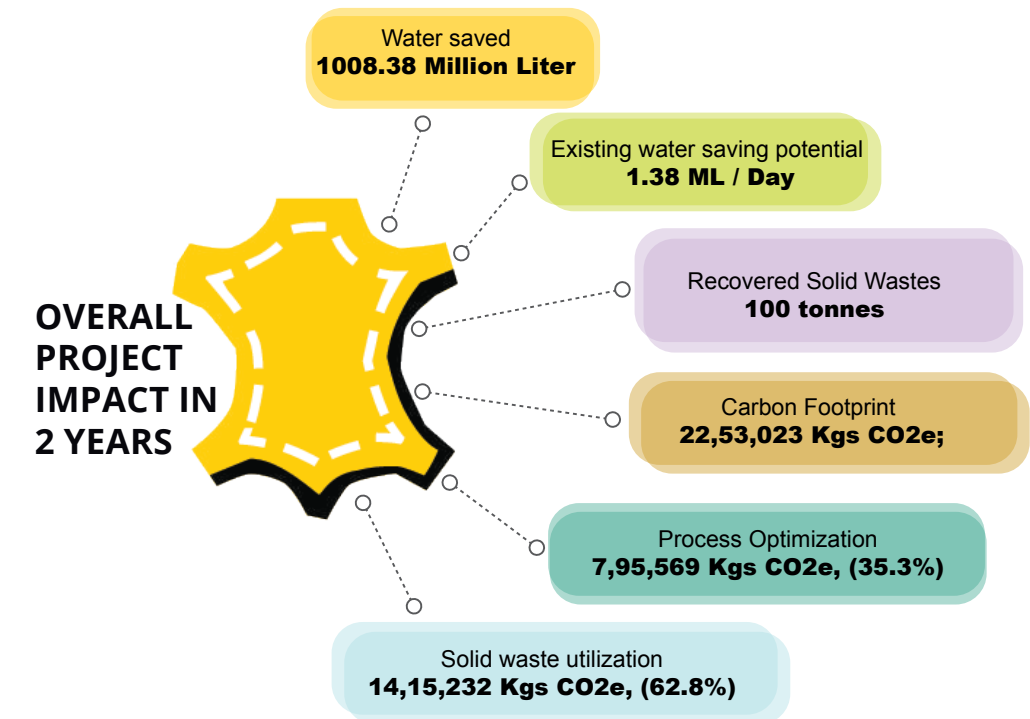 Water saved
1008.38 Million Liter
Existing water saving potential
1.38 ML / Day
Recovered Solid Wastes
100 tonnes
OVERALL
PROJECT
IMPACT IN
2 YEARS
Carbon Footprint
22,53,023 Kgs CO2e;
Process Optimization
7,95,569 Kgs CO2e, (35.3%)
Solid waste utilization
14,15,232 Kgs CO2e, (62.8%)